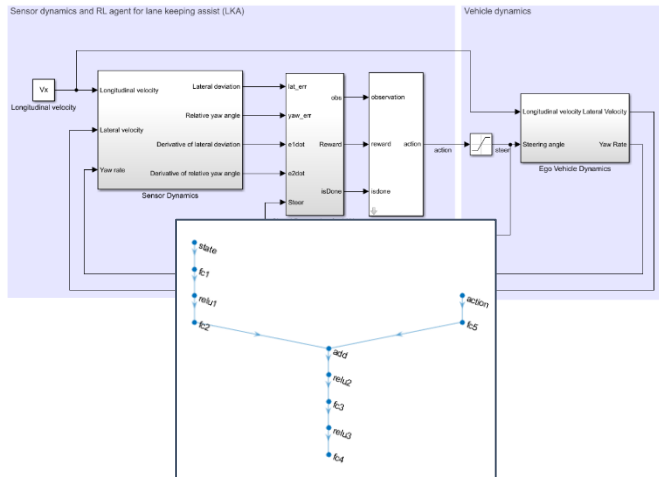 Sensor dynamics and RL agent for lane keeping assist (LKA)
Vehicle dynamics
Vx
Longitudinal velocity
Longitudinal velocity
Lateral velocity
Yaw rate
Lateral deviation
Relative yaw angle
Derivative of lateral deviation
Derivative of relative yaw angle
Sensor Dynamics
lat_err
yaw_err
e1dot
e2dot
Steer
obs
Reward
isDone
observation
reward
isdone
action
action
steer
Longitudinal velocity
Lateral Velocity
Steering angle
Yaw Rate
Ego Vehicle Dynamics
state
fc1
relu1
fc2
action
fc5
add
relu2
fc3
relu3
fc4